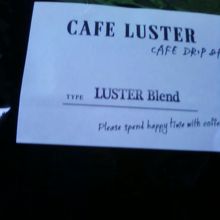 CAFE LUSTER
CAFE DRIP
TYPE LUSTER Blend
Please spend happy time with